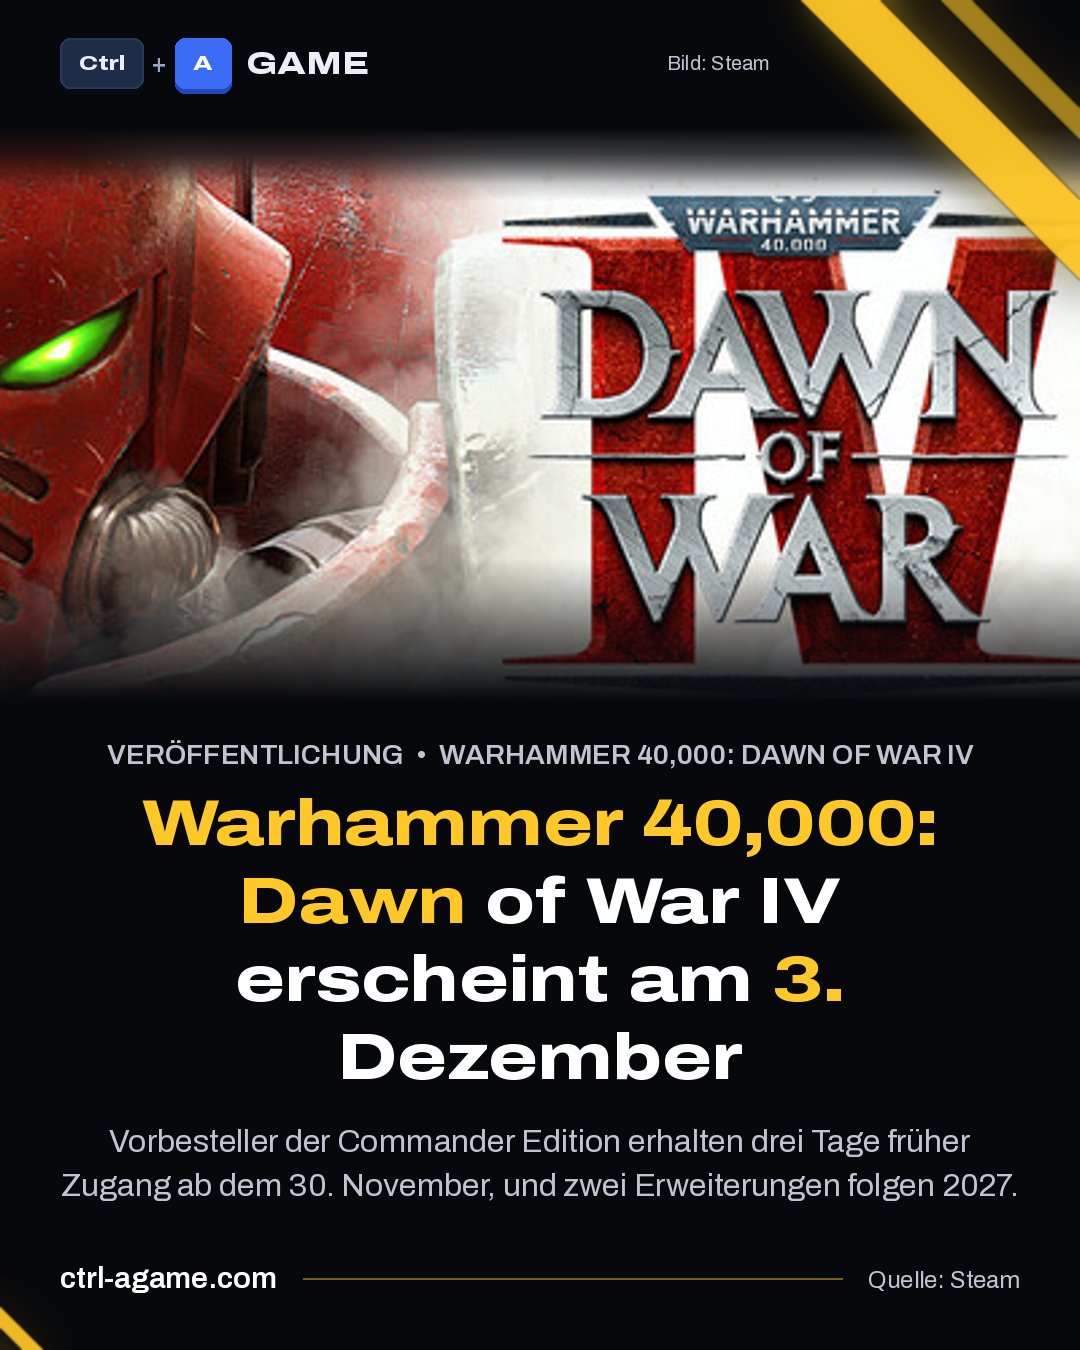 Ctrl + A GAME
Bild: Steam
WARHAMMER
40,000
IV
DAWN
OF
WAR
VERÖFFENTLICHUNG • WARHAMMER 40,000: DAWN OF WAR IV
Warhammer 40,000:
Dawn of War IV
erscheint am 3.
Dezember
Vorbesteller der Commander Edition erhalten drei Tage früher
Zugang ab dem 30. November, und zwei Erweiterungen folgen 2027.
ctrl-agame.com
Quelle: Steam